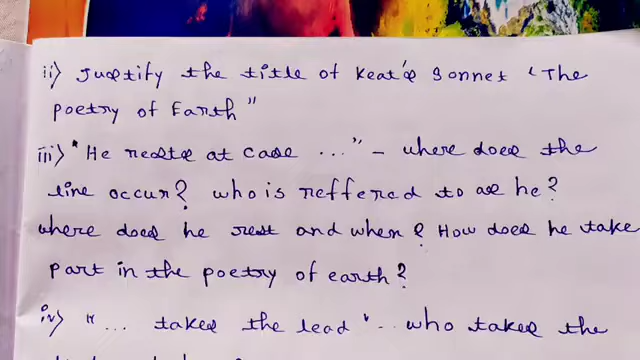 ii) Justify the title of Keat's Sonnet "The
poetry of Earth"
iii) "He rests at case ..." – where does the
line occur? who is reffered to as he?
where does he rest and when? How does he take
part in the poetry of earth?
iv) "... takes the lead".. who takes the